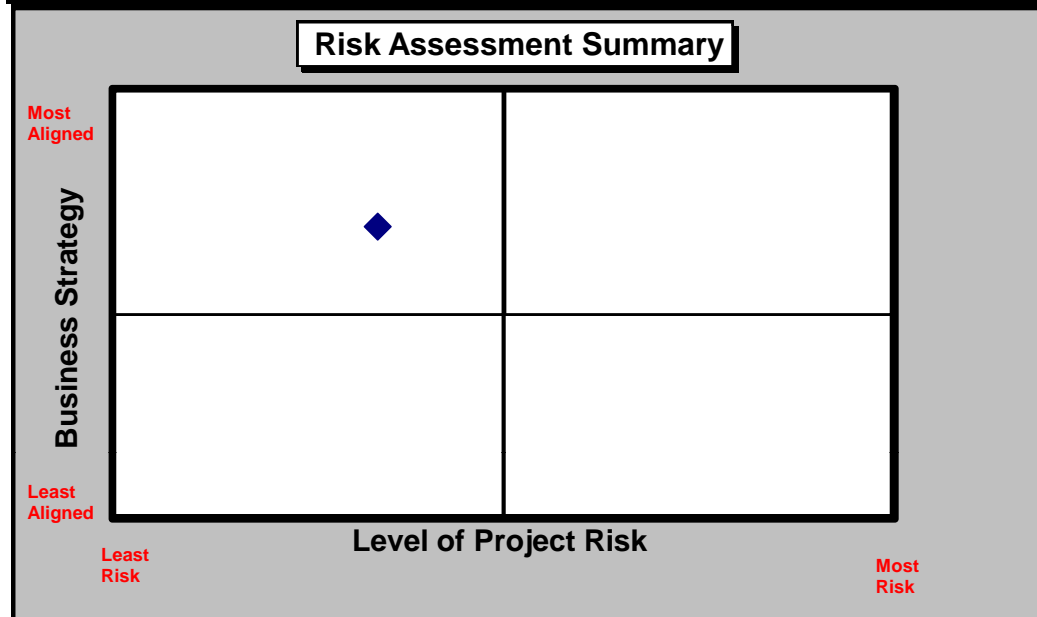 Risk Assessment Summary
Most
Aligned
Business Strategy
Least
Aligned
Level of Project Risk
Least
Risk
Most
Risk